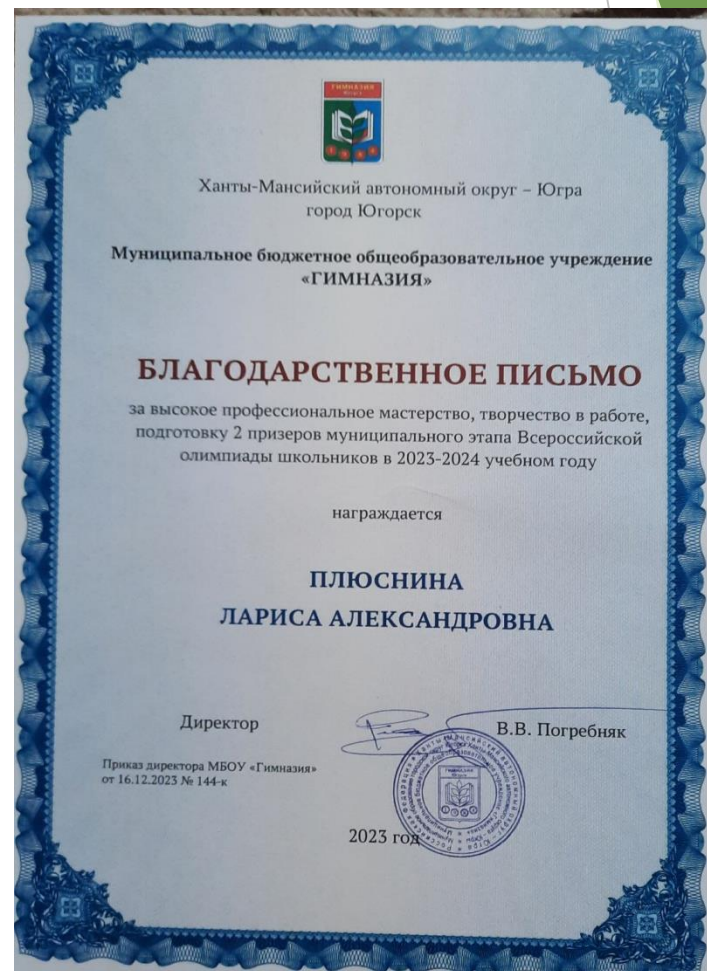 ГИМНАЗИЯ
Ханты-Мансийский автономный округ – Югра
город Югорск
Муниципальное бюджетное общеобразовательное учреждение
«ГИМНАЗИЯ»
БЛАГОДАРСТВЕННОЕ ПИСЬМО
за высокое профессиональное мастерство, творчество в работе,
подготовку 2 призеров муниципального этапа Всероссийской
олимпиады школьников в 2023-2024 учебном году
награждается
ПЛЮСНИНА
ЛАРИСА АЛЕКСАНДРОВНА
Директор
В.В. Погребняк
Приказ директора МБОУ «Гимназия»
от 16.12.2023 № 144-к
2023 год